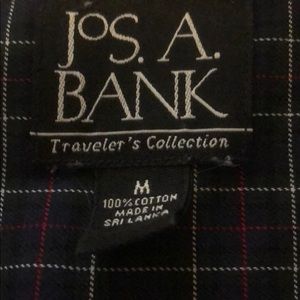 JOS. A.
BANK
Traveler's Collection
M
100% COTTON
MADE IN
SRI LANKA